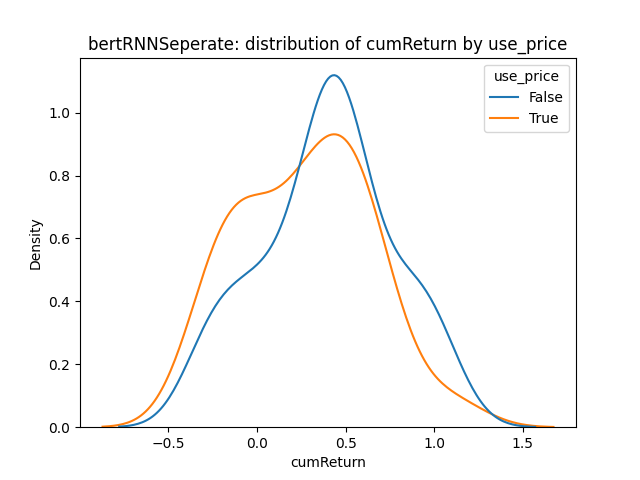 bertRNNSeperate: distribution of cumReturn by use_price
use_price
False
True
Density
1.0
0.8
0.6
0.4
0.2
0.0
−0.5
0.0
0.5
1.0
1.5
cumReturn